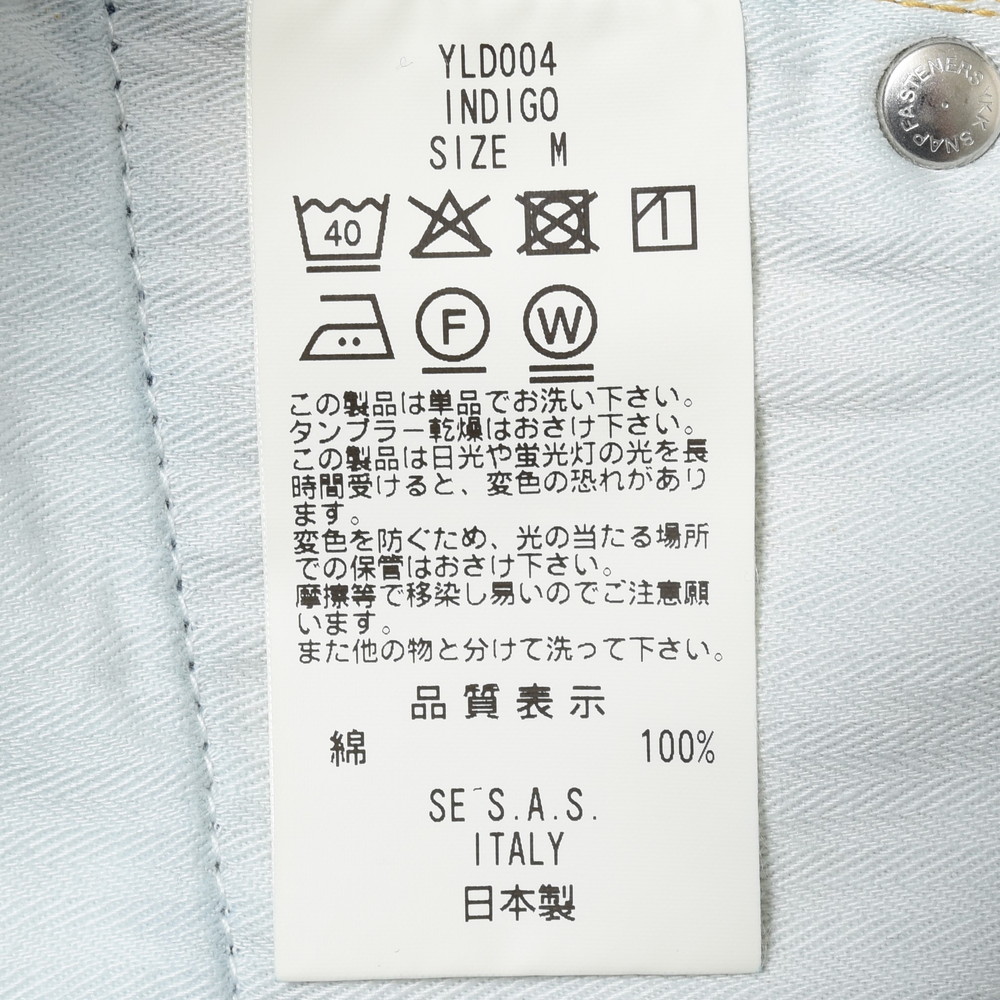 YLD004
INDIGO
SIZE M
40
F
W
この製品は単品でお洗い下さい。
タンブラー乾燥はおさけ下さい。
この製品は日光や蛍光灯の光を長
時間受けると、変色の恐れがあり
ます。
変色を防ぐため、光の当たる場所
での保管はおさけ下さい。
摩擦等で移染し易いのでご注意願
います。
また他の物と分けて洗って下さい。
品質表示
綿 100%
SE¨S.A.S.
ITALY
日本製
YKK SNAP FASTENERS